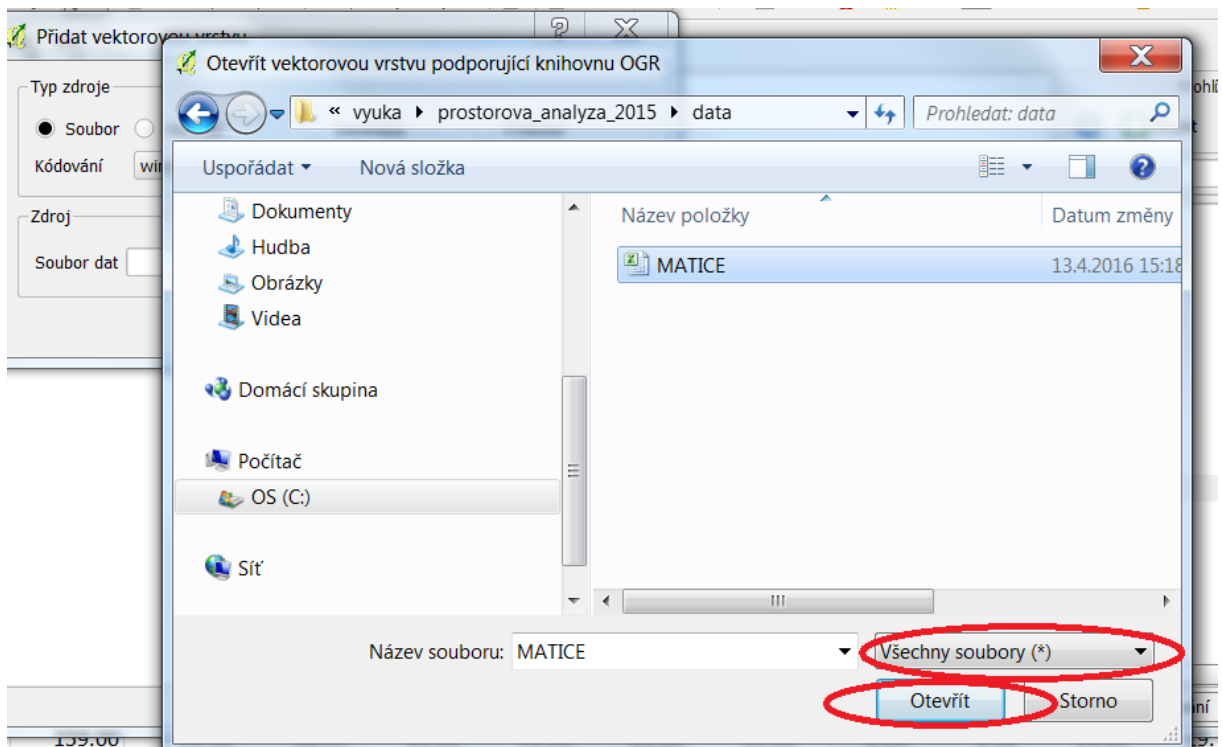 Přidat vektorovou vrstvu
Otevřít vektorovou vrstvu podporující knihovnu OGR
Typ zdroje
Soubor
Kódování
« vyuka prostorova_analyza_2015 data
Prohledat: data
Uspořádat Nová složka
Zdroj
Soubor dat
Dokumenty
Hudba
Obrázky
Videa
Domácí skupina
Počítač
OS (C:)
Síť
Název položky Datum změny
MATICE 13.4.2016 15:18
Název souboru: MATICE Všechny soubory (*)
Otevřít Storno
159.00